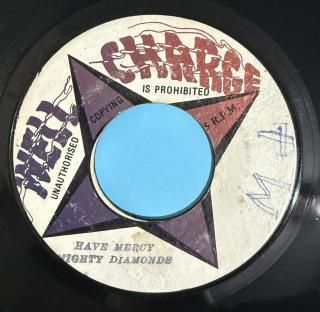 WELL CHARGE
UNAUTHORISED COPYING IS PROHIBITED
HAVE MERCY
MIGHTY DIAMONDS